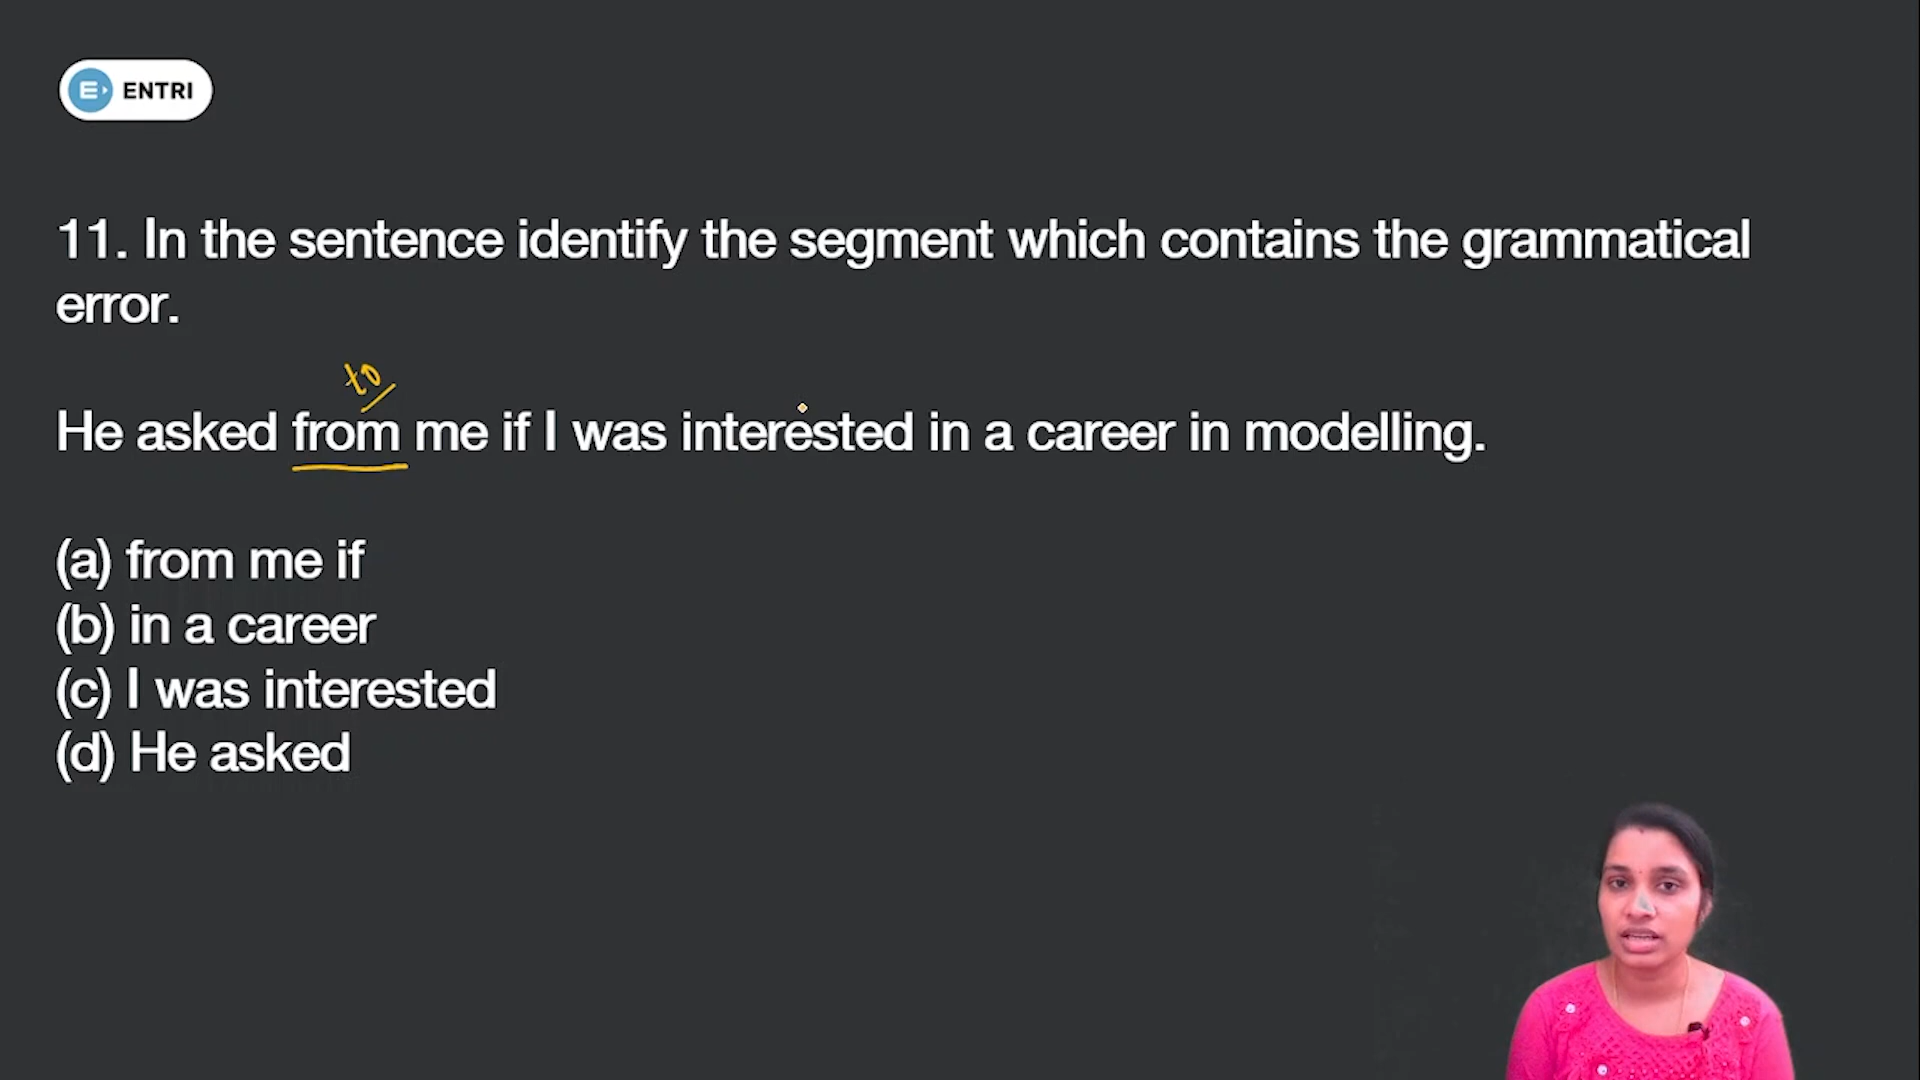 ENTRI
11. In the sentence identify the segment which contains the grammatical
error.
to
He asked from me if I was interested in a career in modelling.
(a) from me if
(b) in a career
(c) I was interested
(d) He asked